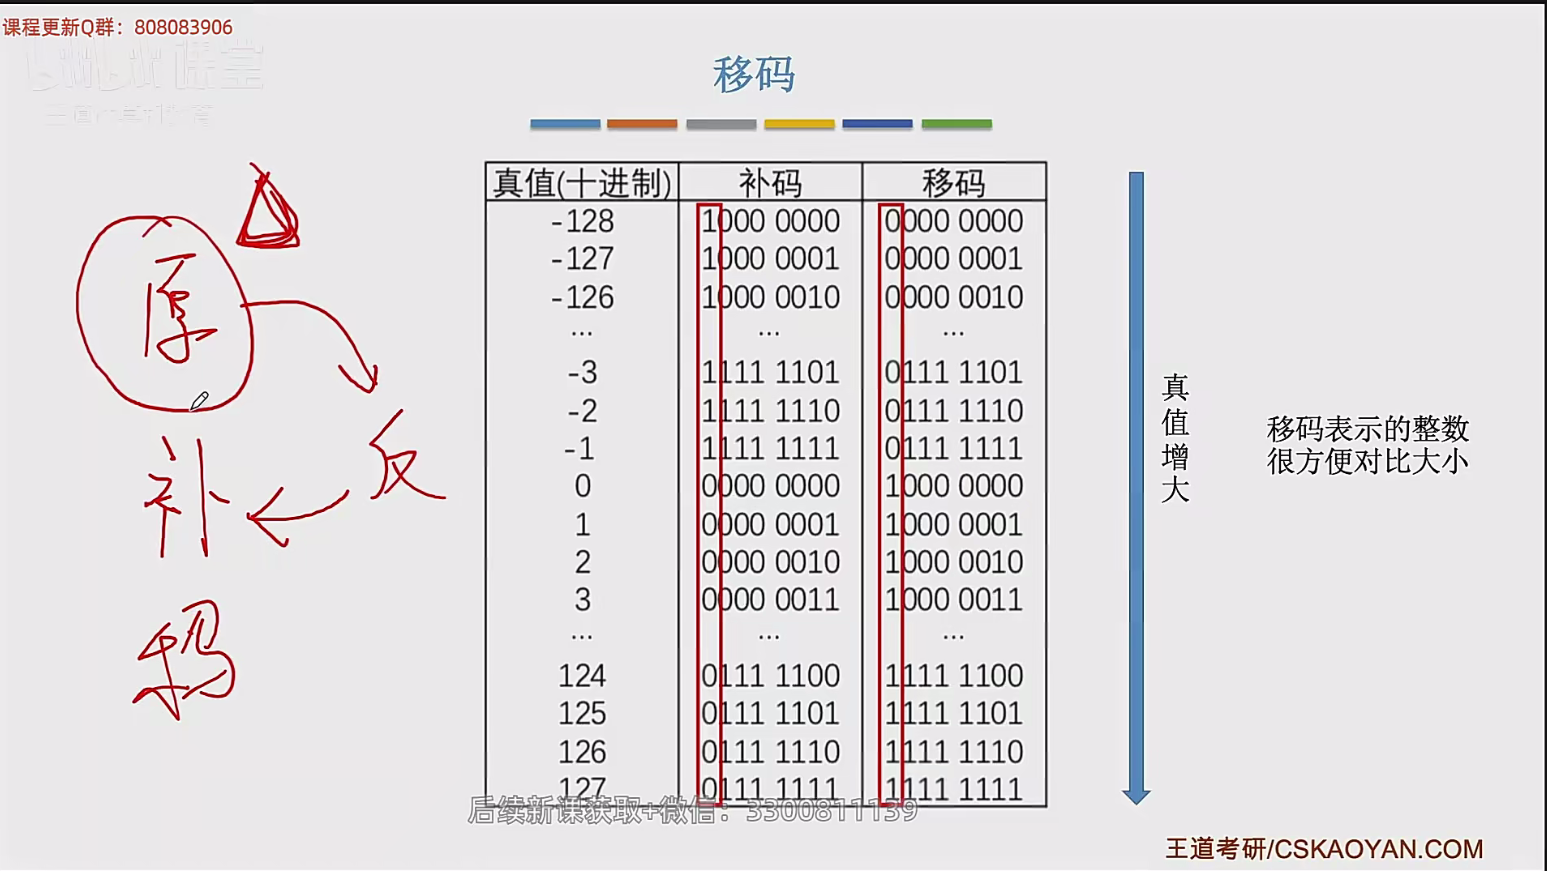 课程更新Q群：808083906
移码
真值(十进制) 补码 移码
-128 1000 0000 0000 0000
-127 1000 0001 0000 0001
-126 1000 0010 0000 0010
... ... ...
-3 1111 1101 0111 1101
-2 1111 1110 0111 1110
-1 1111 1111 0111 1111
0 0000 0000 1000 0000
1 0000 0001 1000 0001
2 0000 0010 1000 0010
3 0000 0011 1000 0011
... ... ...
124 0111 1100 1111 1100
125 0111 1101 1111 1101
126 0111 1110 1111 1110
127 0111 1111 1111 1111
后续新课获取+微信：3300811139
真值增大
移码表示的整数
很方便对比大小
原
反
补
移
王道考研/CSKAOYAN.COM